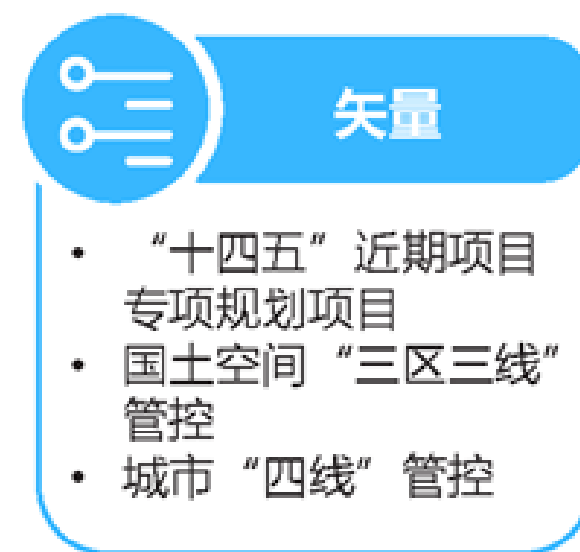 矢量
• “十四五”近期项目
专项规划项目
• 国土空间“三区三线”
管控
• 城市“四线”管控